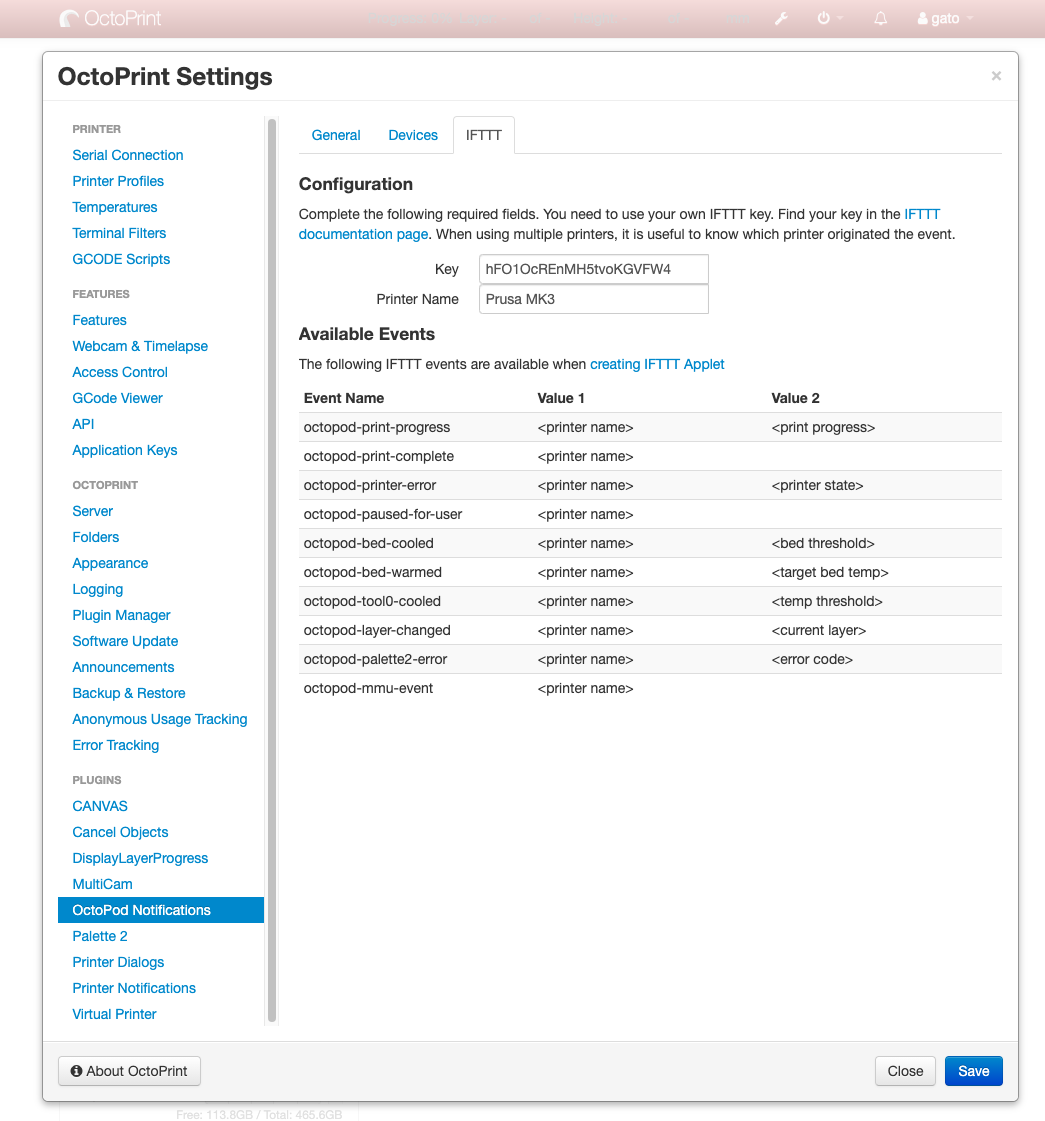 OctoPrint
gato
OctoPrint Settings
×
PRINTER
Serial Connection
Printer Profiles
Temperatures
Terminal Filters
GCODE Scripts
FEATURES
Features
Webcam & Timelapse
Access Control
GCode Viewer
API
Application Keys
OCTOPRINT
Server
Folders
Appearance
Logging
Plugin Manager
Software Update
Announcements
Backup & Restore
Anonymous Usage Tracking
Error Tracking
PLUGINS
CANVAS
Cancel Objects
DisplayLayerProgress
MultiCam
OctoPod Notifications
Palette 2
Printer Dialogs
Printer Notifications
Virtual Printer
General Devices IFTTT
Configuration
Complete the following required fields. You need to use your own IFTTT key. Find your key in the IFTTT
documentation page. When using multiple printers, it is useful to know which printer originated the event.
Key hFO1OcREnMH5tvoKGVFW4
Printer Name Prusa MK3
Available Events
The following IFTTT events are available when creating IFTTT Applet
Event Name Value 1 Value 2
octopod-print-progress <printer name> <print progress>
octopod-print-complete <printer name>
octopod-printer-error <printer name> <printer state>
octopod-paused-for-user <printer name>
octopod-bed-cooled <printer name> <bed threshold>
octopod-bed-warmed <printer name> <target bed temp>
octopod-tool0-cooled <printer name> <temp threshold>
octopod-layer-changed <printer name> <current layer>
octopod-palette2-error <printer name> <error code>
octopod-mmu-event <printer name>
About OctoPrint
Close Save
Free: 113.8GB / Total: 465.6GB